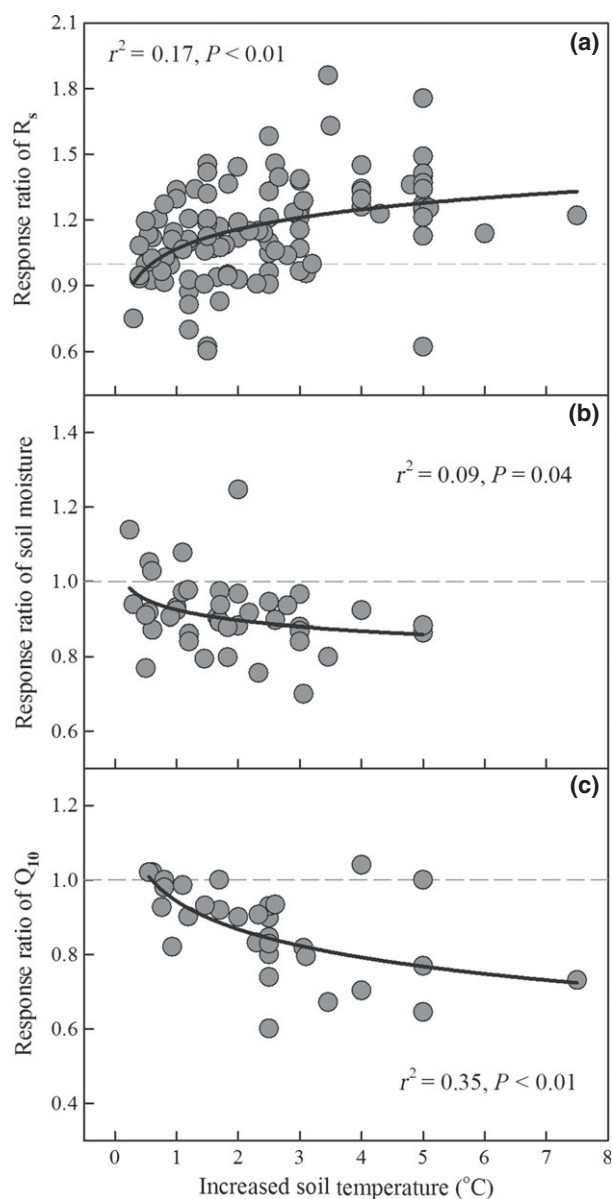 2.1
(a)
r² = 0.17, P < 0.01
1.8
1.5
1.2
0.9
0.6
Response ratio of Rs
(b)
1.4
r² = 0.09, P = 0.04
1.2
1.0
0.8
0.6
Response ratio of soil moisture
(c)
1.2
1.0
0.8
0.6
r² = 0.35, P < 0.01
0.4
Response ratio of Q10
0 1 2 3 4 5 6 7 8
Increased soil temperature (°C)